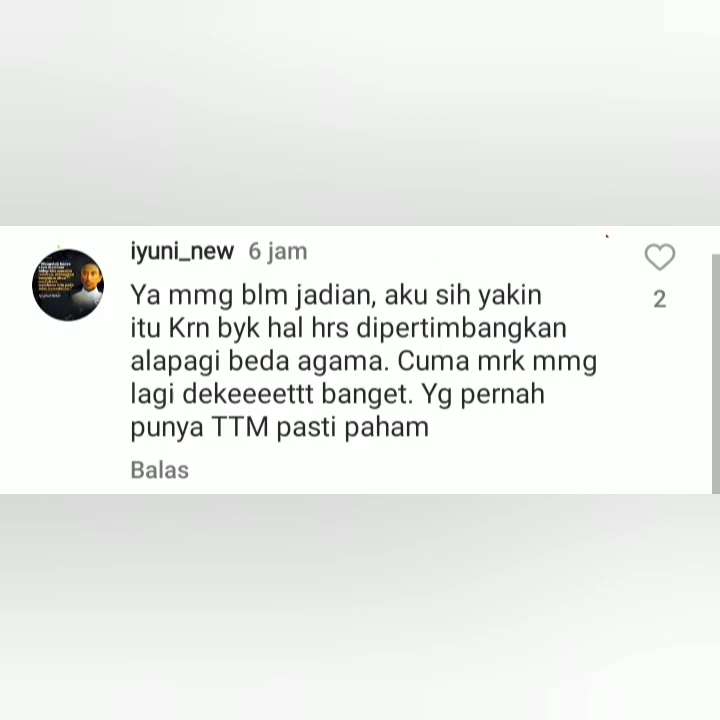 iyuni_new 6 jam
Ya mmg blm jadian, aku sih yakin
itu Krn byk hal hrs dipertimbangkan
alapagi beda agama. Cuma mrk mmg
lagi dekeeeettt banget. Yg pernah
punya TTM pasti paham
2
Balas